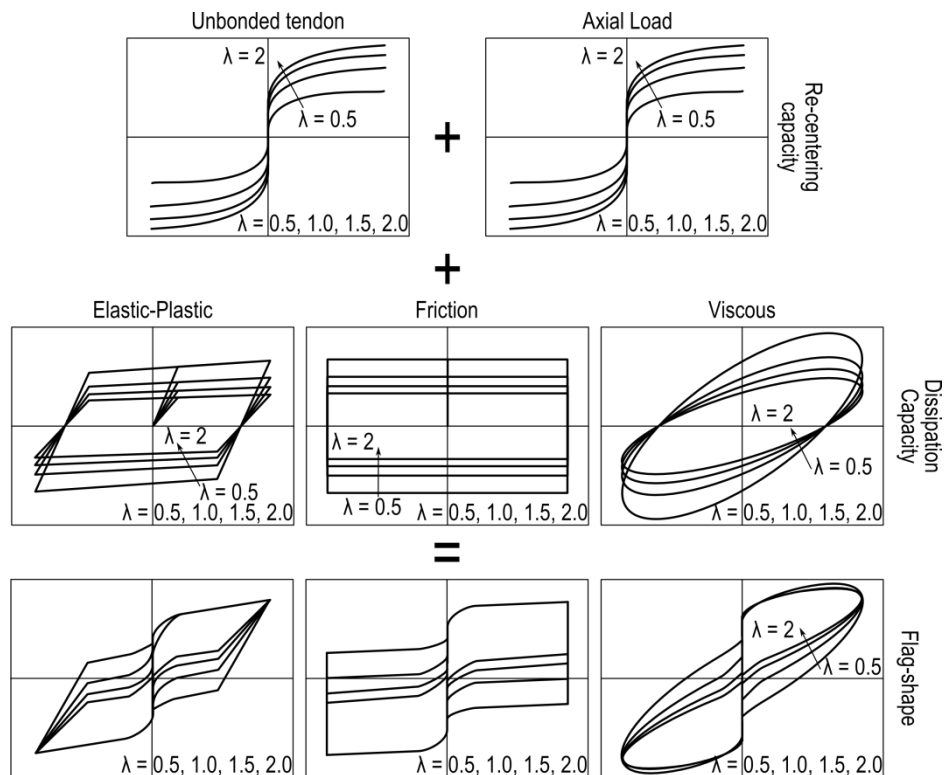 Unbonded tendon
λ = 2
λ = 0.5
λ = 0.5, 1.0, 1.5, 2.0
+
Axial Load
λ = 2
λ = 0.5
λ = 0.5, 1.0, 1.5, 2.0
Re-centering
capacity
+
Elastic-Plastic
λ = 2
λ = 0.5
λ = 0.5, 1.0, 1.5, 2.0
Friction
λ = 2
λ = 0.5
λ = 0.5, 1.0, 1.5, 2.0
Viscous
λ = 2
λ = 0.5
λ = 0.5, 1.0, 1.5, 2.0
Dissipation
Capacity
=
λ = 0.5, 1.0, 1.5, 2.0
λ = 0.5, 1.0, 1.5, 2.0
λ = 2
λ = 0.5
λ = 0.5, 1.0, 1.5, 2.0
Flag-shape